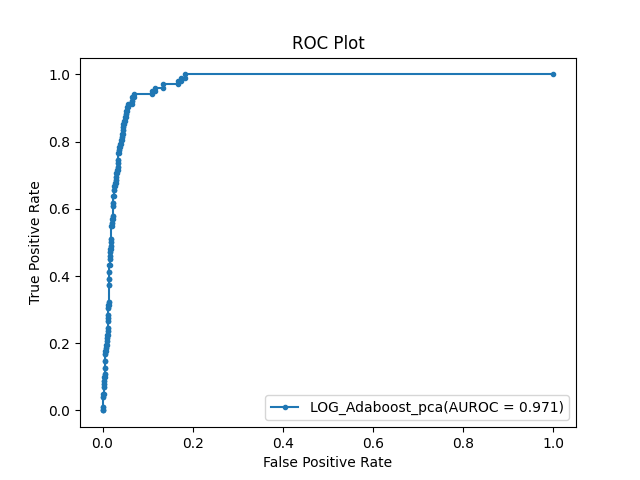 ROC Plot
1.0
0.8
0.6
0.4
0.2
0.0
True Positive Rate
LOG_Adaboost_pca(AUROC = 0.971)
0.0 0.2 0.4 0.6 0.8 1.0
False Positive Rate